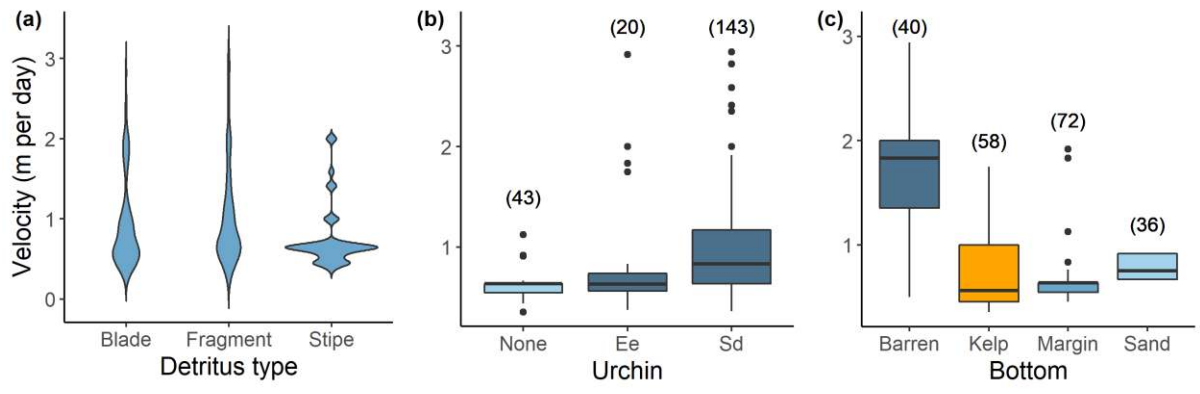 (a)
Velocity (m per day)
3
2
1
0
Blade Fragment Stipe
Detritus type
(b)
(20) (143)
(43)
3
2
1
None Ee Sd
Urchin
(c)
(40)
(58) (72)
(36)
3
2
1
Barren Kelp Margin Sand
Bottom